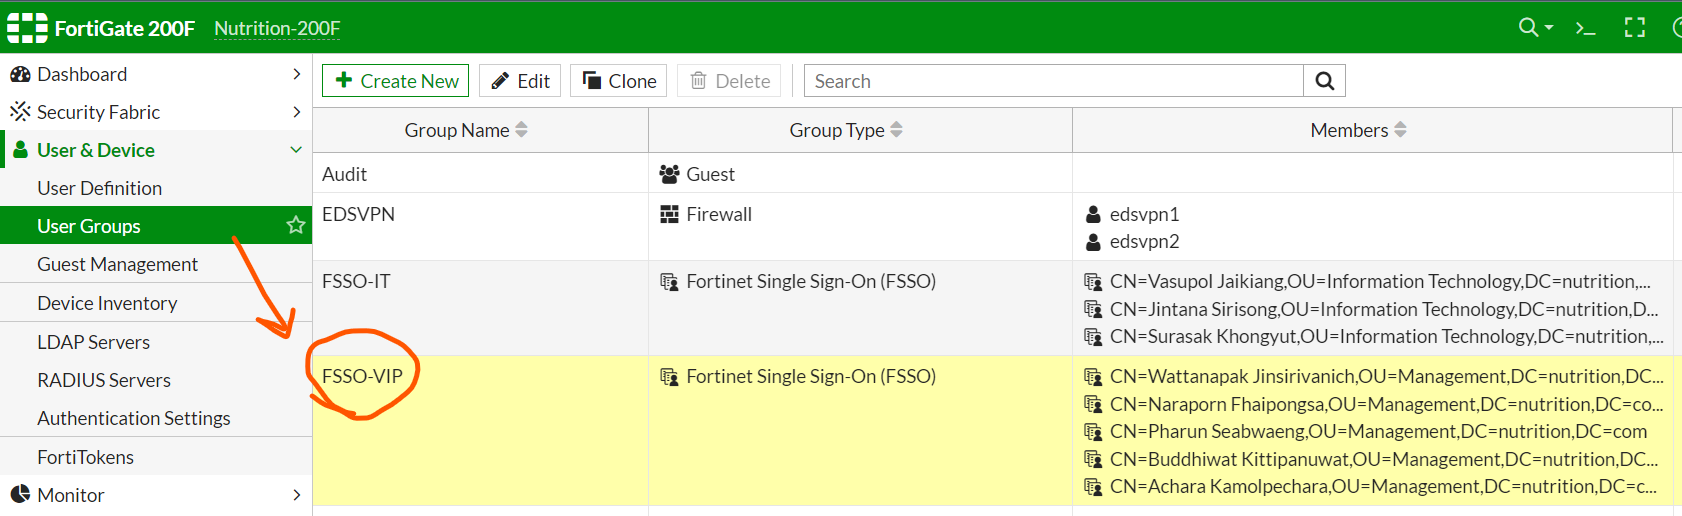 FortiGate 200F Nutrition-200F
Dashboard
Security Fabric
User & Device
User Definition
User Groups
Guest Management
Device Inventory
LDAP Servers
RADIUS Servers
Authentication Settings
FortiTokens
Monitor
Create New Edit Clone Delete Search
Group Name Group Type Members
Audit Guest
EDSVPN Firewall edsvpn1
edsvpn2
FSSO-IT Fortinet Single Sign-On (FSSO) CN=Vasupol Jaikiang,OU=Information Technology,DC=nutrition,...
CN=Jintana Sirisong,OU=Information Technology,DC=nutrition,D...
CN=Surasak Khongyut,OU=Information Technology,DC=nutrition,...
FSSO-VIP Fortinet Single Sign-On (FSSO) CN=Wattanapak Jinsirivanich,OU=Management,DC=nutrition,DC...
CN=Naraporn Fhaipongsa,OU=Management,DC=nutrition,DC=co...
CN=Pharun Seabwaeng,OU=Management,DC=nutrition,DC=com
CN=Buddhiwat Kittipanuwat,OU=Management,DC=nutrition,DC...
CN=Achara Kamolpechara,OU=Management,DC=nutrition,DC=c...